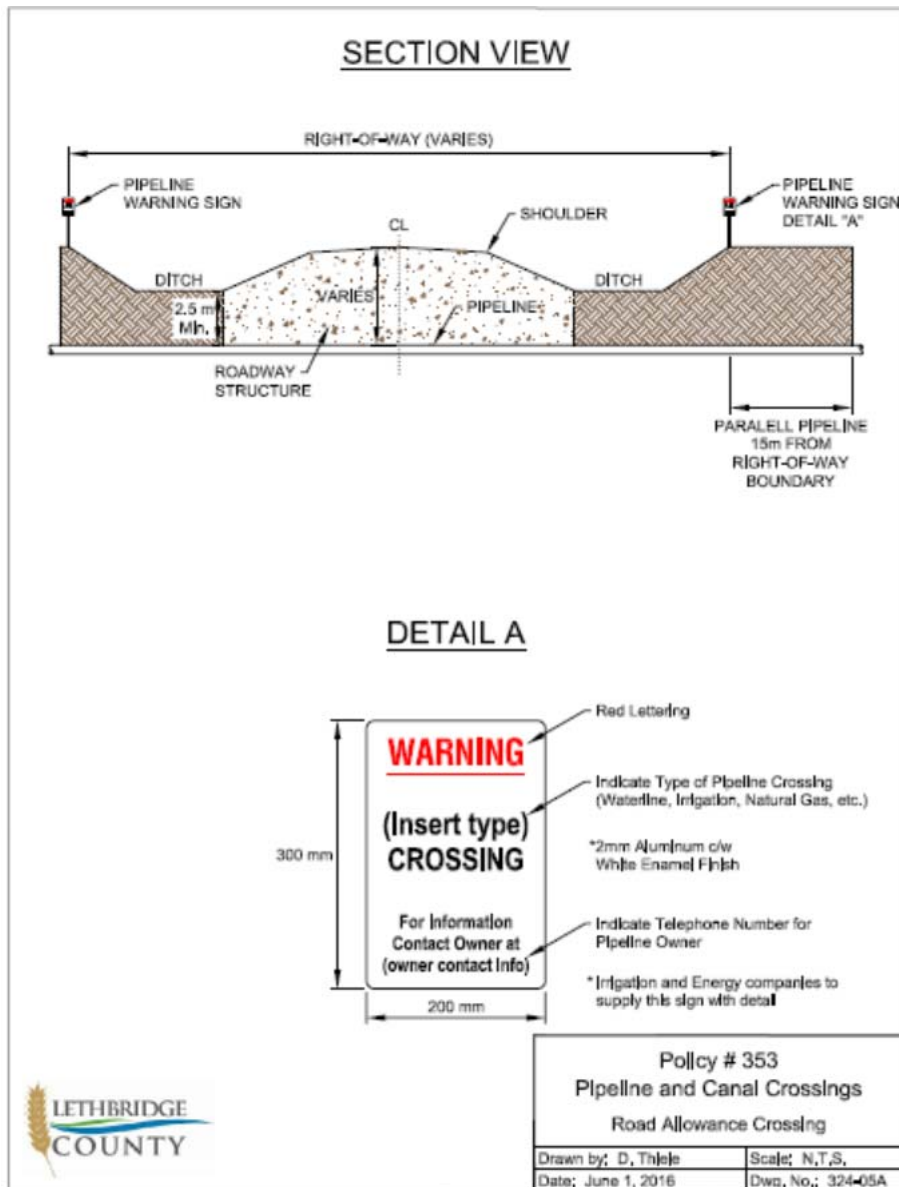 SECTION VIEW
RIGHT-OF-WAY (VARIES)
PIPELINE
WARNING SIGN
CL
SHOULDER
PIPELINE
WARNING SIGN
DETAIL "A"
DITCH
DITCH
2.5 m
Min.
VARIES
PIPELINE
ROADWAY
STRUCTURE
PARALELL PIPELINE
15m FROM
RIGHT-OF-WAY
BOUNDARY
DETAIL A
WARNING
(Insert type)
CROSSING
For Information
Contact Owner at
(owner contact Info)
300 mm
200 mm
Red Lettering
Indicate Type of Pipeline Crossing
(Waterline, Irrigation, Natural Gas, etc.)
*2mm Aluminum c/w
White Enamel Finish
Indicate Telephone Number for
Pipeline Owner
*Irrigation and Energy companies to
supply this sign with detail
LETHBRIDGE
COUNTY
Policy # 353
Pipeline and Canal Crossings
Road Allowance Crossing
Drawn by: D. Thiele
Scale: N.T.S.
Date: June 1, 2016
Dwg. No.: 324-05A